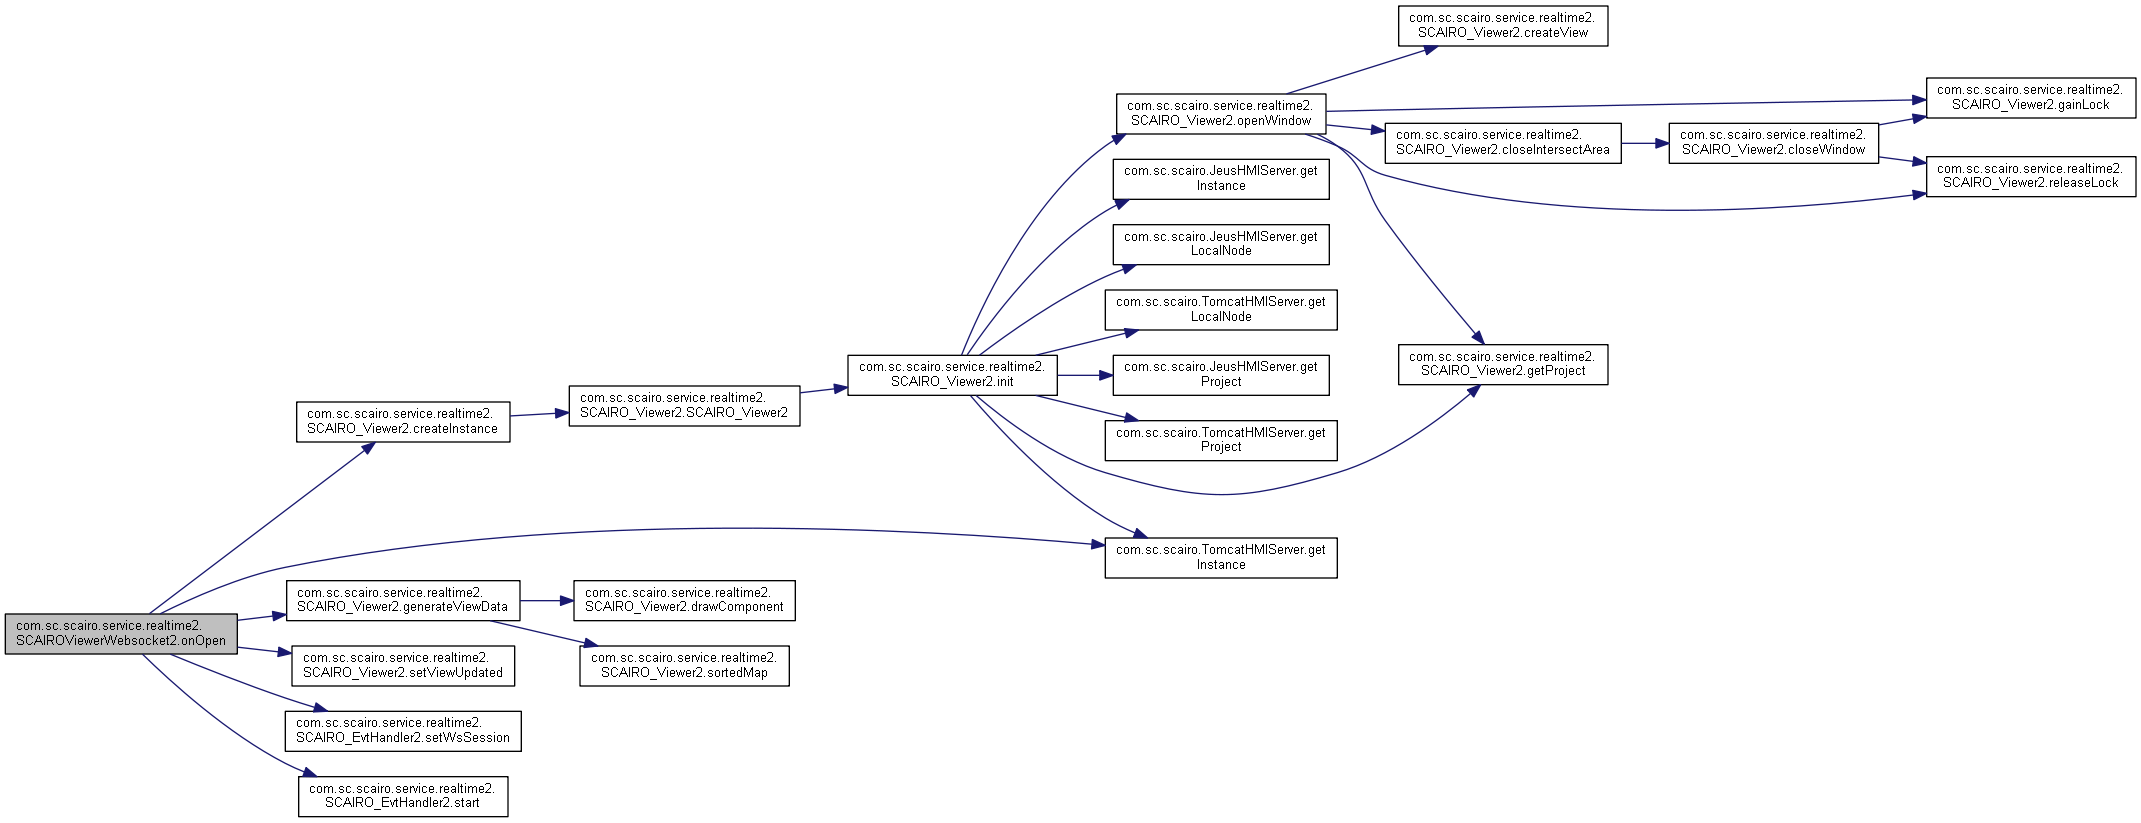 com.sc.scairo.service.realtime2.
SCAIRO_Viewer2.createView
com.sc.scairo.service.realtime2.
SCAIRO_Viewer2.gainLock
com.sc.scairo.service.realtime2.
SCAIRO_Viewer2.openWindow
com.sc.scairo.service.realtime2.
SCAIRO_Viewer2.closeIntersectArea
com.sc.scairo.service.realtime2.
SCAIRO_Viewer2.closeWindow
com.sc.scairo.service.realtime2.
SCAIRO_Viewer2.releaseLock
com.sc.scairo.JeusHMIServer.get
Instance
com.sc.scairo.JeusHMIServer.get
LocalNode
com.sc.scairo.TomcatHMIServer.get
LocalNode
com.sc.scairo.service.realtime2.
SCAIRO_Viewer2.getProject
com.sc.scairo.service.realtime2.
SCAIRO_Viewer2.init
com.sc.scairo.JeusHMIServer.get
Project
com.sc.scairo.service.realtime2.
SCAIRO_Viewer2.SCAIRO_Viewer2
com.sc.scairo.service.realtime2.
SCAIRO_Viewer2.createInstance
com.sc.scairo.TomcatHMIServer.get
Project
com.sc.scairo.TomcatHMIServer.get
Instance
com.sc.scairo.service.realtime2.
SCAIRO_Viewer2.generateViewData
com.sc.scairo.service.realtime2.
SCAIRO_Viewer2.drawComponent
com.sc.scairo.service.realtime2.
SCAIROViewerWebsocket2.onOpen
com.sc.scairo.service.realtime2.
SCAIRO_Viewer2.setViewUpdated
com.sc.scairo.service.realtime2.
SCAIRO_Viewer2.sortedMap
com.sc.scairo.service.realtime2.
SCAIRO_EvtHandler2.setWsSession
com.sc.scairo.service.realtime2.
SCAIRO_EvtHandler2.start